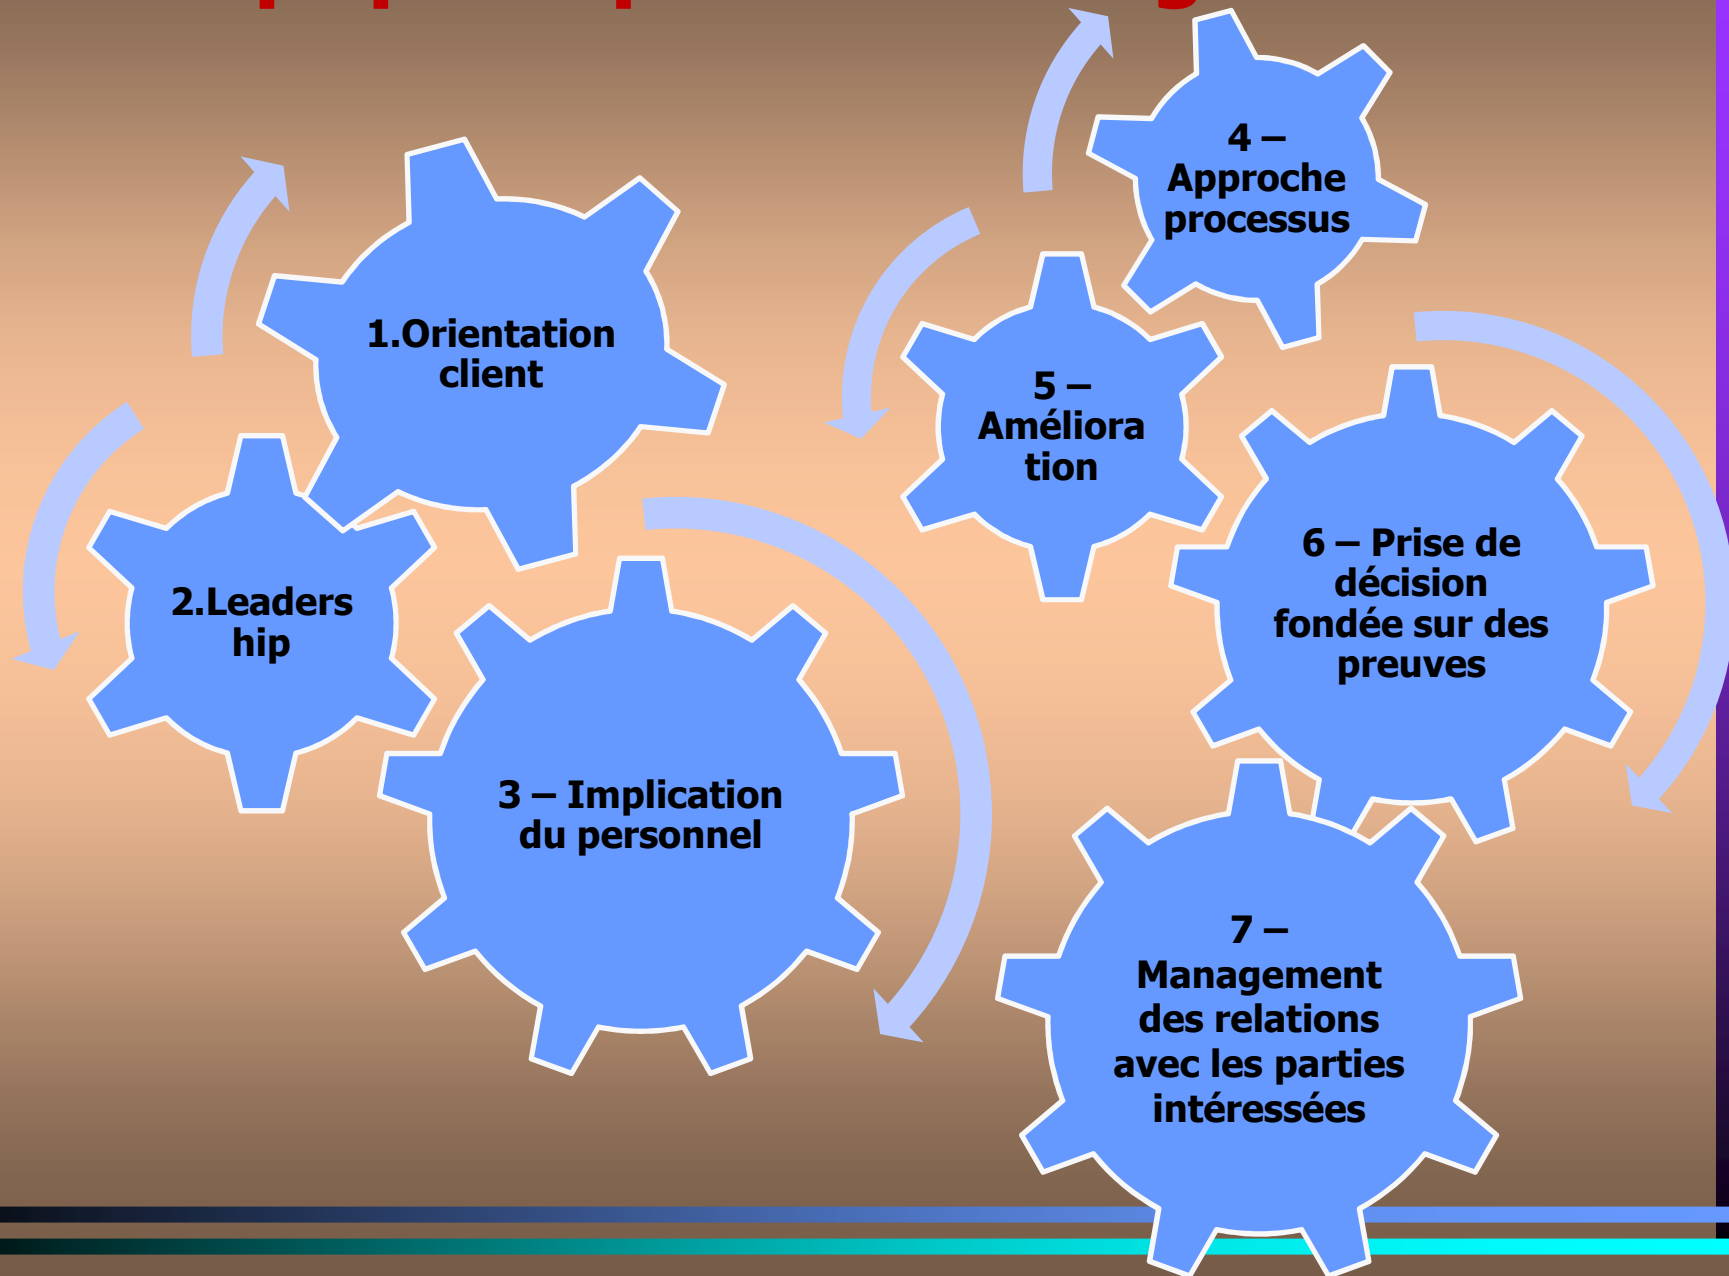 1.Orientation
client
2.Leaders
hip
3 – Implication
du personnel
4 –
Approche
processus
5 –
Améliora
tion
6 – Prise de
décision
fondée sur des
preuves
7 –
Management
des relations
avec les parties
intéressées